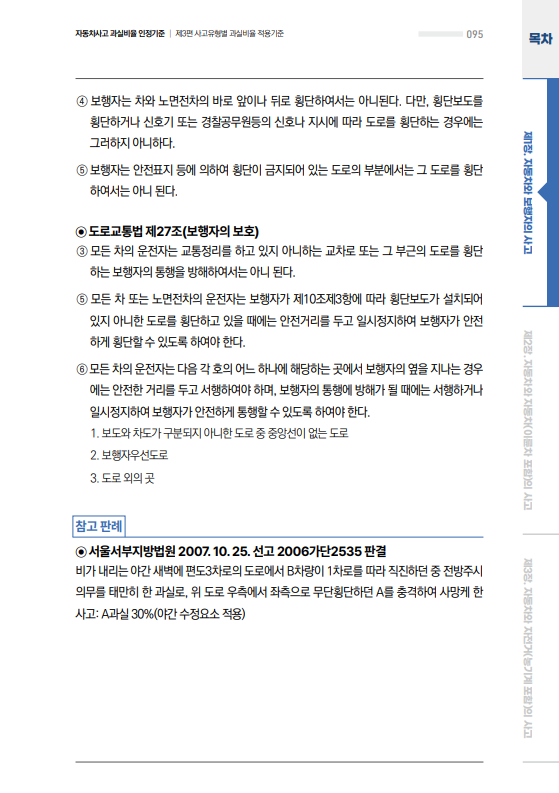 자동차사고 과실비율 인정기준 | 제3편 사고유형별 과실비율 적용기준
095
목차
④ 보행자는 차와 노면전차의 바로 앞이나 뒤로 횡단하여서는 아니된다. 다만, 횡단보도를
횡단하거나 신호기 또는 경찰공무원등의 신호나 지시에 따라 도로를 횡단하는 경우에는
그러하지 아니하다.
⑤ 보행자는 안전표지 등에 의하여 횡단이 금지되어 있는 도로의 부분에서는 그 도로를 횡단
하여서는 아니 된다.
◉ 도로교통법 제27조(보행자의 보호)
③ 모든 차의 운전자는 교통정리를 하고 있지 아니하는 교차로 또는 그 부근의 도로를 횡단
하는 보행자의 통행을 방해하여서는 아니 된다.
⑤ 모든 차 또는 노면전차의 운전자는 보행자가 제10조제3항에 따라 횡단보도가 설치되어
있지 아니한 도로를 횡단하고 있을 때에는 안전거리를 두고 일시정지하여 보행자가 안전
하게 횡단할 수 있도록 하여야 한다.
⑥ 모든 차의 운전자는 다음 각 호의 어느 하나에 해당하는 곳에서 보행자의 옆을 지나는 경우
에는 안전한 거리를 두고 서행하여야 하며, 보행자의 통행에 방해가 될 때에는 서행하거나
일시정지하여 보행자가 안전하게 통행할 수 있도록 하여야 한다.
1. 보도와 차도가 구분되지 아니한 도로 중 중앙선이 없는 도로
2. 보행자우선도로
3. 도로 외의 곳
참고 판례
◉ 서울서부지방법원 2007. 10. 25. 선고 2006가단2535 판결
비가 내리는 야간 새벽에 편도3차로의 도로에서 B차량이 1차로를 따라 직진하던 중 전방주시
의무를 태만히 한 과실로, 위 도로 우측에서 좌측으로 무단횡단하던 A를 충격하여 사망케 한
사고: A과실 30%(야간 수정요소 적용)
제1장. 자동차와 보행자의 사고
제2장. 자동차와 자동차(이륜차 포함)의 사고
제3장. 자동차와 자전거(농기계 포함)의 사고